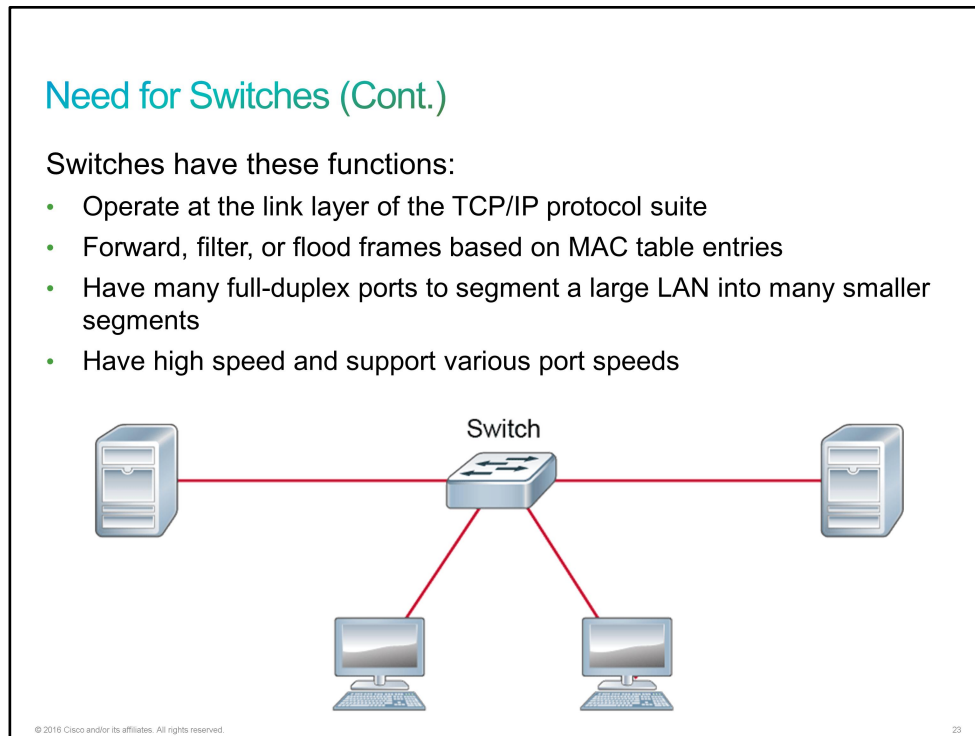 Need for Switches (Cont.)
Switches have these functions:
• Operate at the link layer of the TCP/IP protocol suite
• Forward, filter, or flood frames based on MAC table entries
• Have many full-duplex ports to segment a large LAN into many smaller
segments
• Have high speed and support various port speeds
Switch
© 2016 Cisco and/or its affiliates. All rights reserved.
23